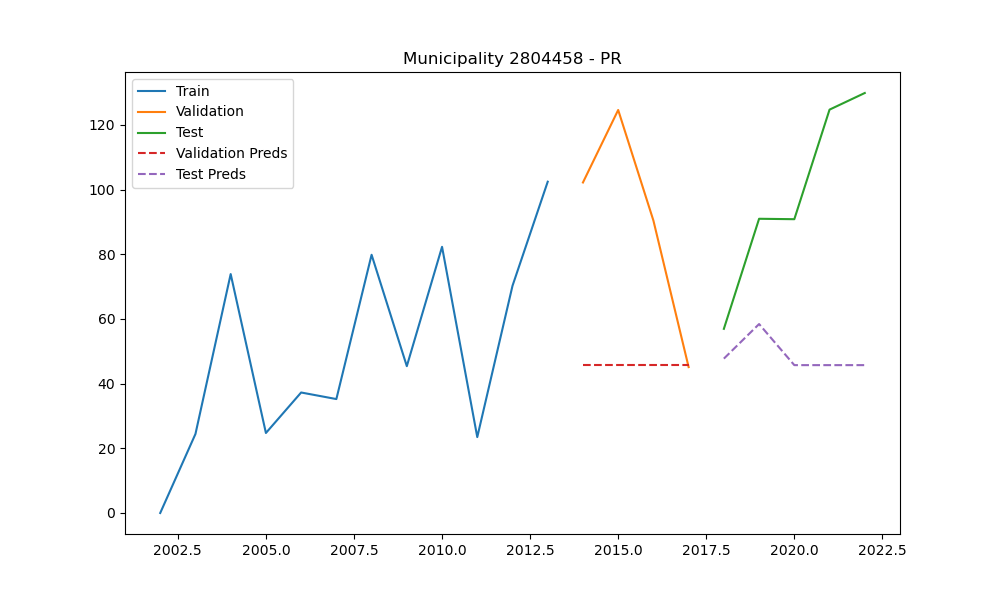 Municipality 2804458 - PR
Train
Validation
Test
Validation Preds
Test Preds
120
100
80
60
40
20
0
2002.5 2005.0 2007.5 2010.0 2012.5 2015.0 2017.5 2020.0 2022.5